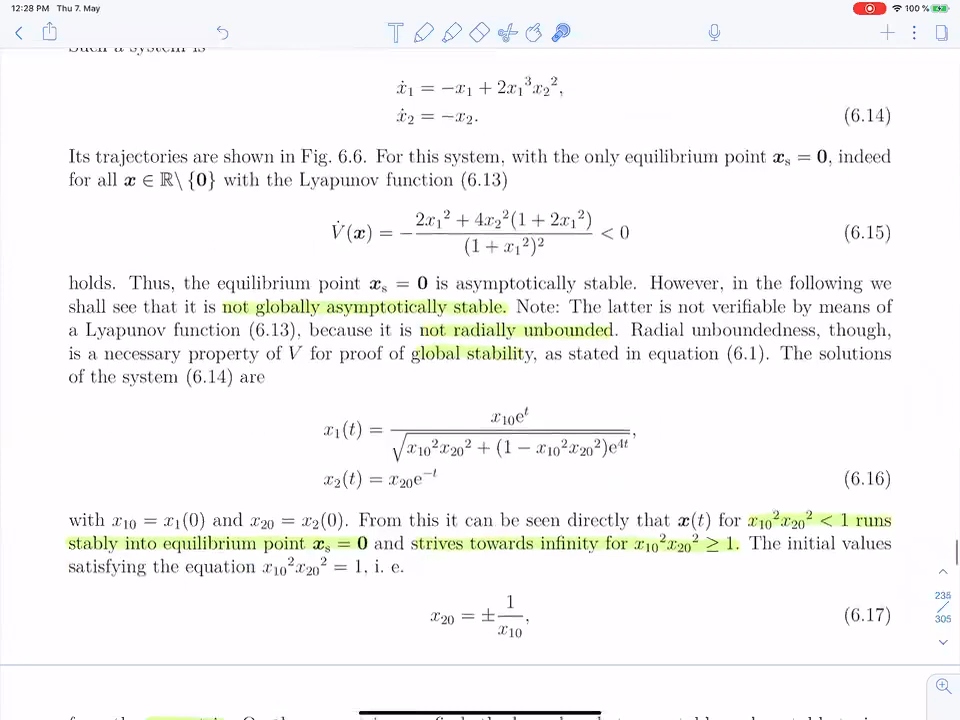 12:28 PM Thu 7. May
100 %
Such a system is
ẋ₁ = −x₁ + 2x₁³x₂²,
ẋ₂ = −x₂. (6.14)
Its trajectories are shown in Fig. 6.6. For this system, with the only equilibrium point xₛ = 0, indeed
for all x ∈ ℝ\ {0} with the Lyapunov function (6.13)
V̇(x) = − (2x₁² + 4x₂²(1 + 2x₁²)) / (1 + x₁²)² < 0 (6.15)
holds. Thus, the equilibrium point xₛ = 0 is asymptotically stable. However, in the following we
shall see that it is not globally asymptotically stable. Note: The latter is not verifiable by means of
a Lyapunov function (6.13), because it is not radially unbounded. Radial unboundedness, though,
is a necessary property of V for proof of global stability, as stated in equation (6.1). The solutions
of the system (6.14) are
x₁(t) = x₁₀eᵗ / √(x₁₀²x₂₀² + (1 − x₁₀²x₂₀²)e⁴ᵗ),
x₂(t) = x₂₀e⁻ᵗ (6.16)
with x₁₀ = x₁(0) and x₂₀ = x₂(0). From this it can be seen directly that x(t) for x₁₀²x₂₀² < 1 runs
stably into equilibrium point xₛ = 0 and strives towards infinity for x₁₀²x₂₀² ≥ 1. The initial values
satisfying the equation x₁₀²x₂₀² = 1, i. e.
x₂₀ = ± 1 / x₁₀, (6.17)
235
305